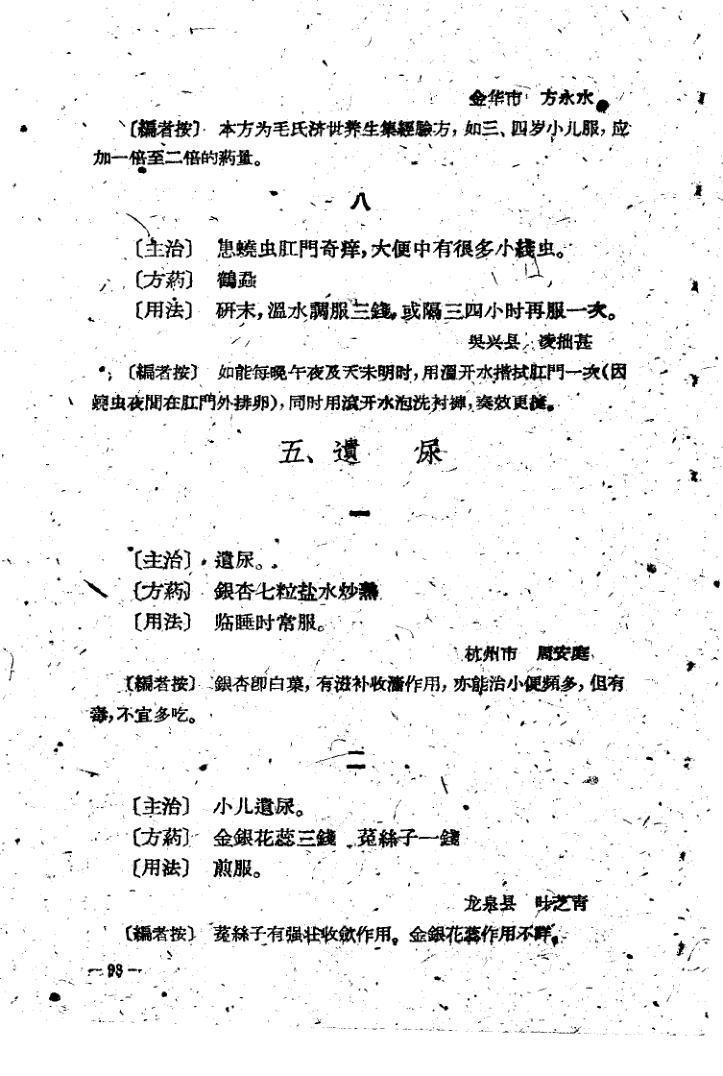 金华市　方永水
〔編者按〕　本方为毛氏济世养生集經驗方，如三、四岁小儿服，应
加一倍至二倍的葯量。
八
〔主治〕　患蟯虫肛門奇痒，大便中有很多小綫虫。
〔方葯〕　鶴蝨
〔用法〕　研末，溫水調服三錢，或隔三四小时再服一次。
吳兴县　凌拙甚
〔編者按〕　如能每晚午夜及天未明时，用溫开水揩拭肛門一次（因
蟯虫夜間在肛門外排卵），同时用滾开水泡洗衬褲，奏效更捷。
五、遺　尿
一
〔主治〕　遺尿。
〔方葯〕　銀杏七粒盐水炒熟
〔用法〕　临睡时常服。
杭州市　周安庭
〔編者按〕　銀杏卽白菓，有滋补收濇作用，亦能治小便頻多，但有
毒，不宜多吃。
二
〔主治〕　小儿遺尿。
〔方葯〕　金銀花蕊三錢　菟絲子一錢
〔用法〕　煎服。
龙泉县　叶芝青
〔編者按〕　菟絲子有强壮收歛作用。金銀花蕊作用不詳。
— 98 —